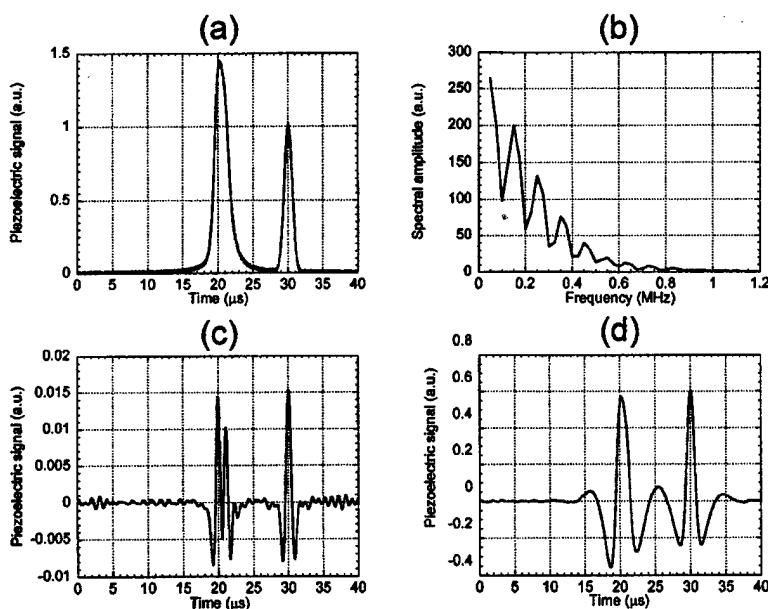 (a)
Piezoelectric signal (a.u.)
1.5
1
0.5
0
0 5 10 15 20 25 30 35 40
Time (μs)
(b)
Spectral amplitude (a.u.)
300
250
200
150
100
50
0
0 0.2 0.4 0.6 0.8 1 1.2
Frequency (MHz)
(c)
Piezoelectric signal (a.u.)
0.02
0.015
0.01
0.005
0
-0.005
-0.01
0 5 10 15 20 25 30 35 40
Time (μs)
(d)
Piezoelectric signal (a.u.)
0.8
0.6
0.4
0.2
0
-0.2
-0.4
0 5 10 15 20 25 30 35 40
Time (μs)